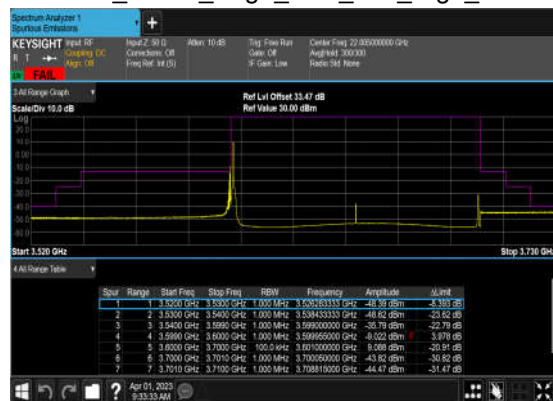 Spectrum Analyzer 1
Spurious Emissions
+
KEYSIGHT Input: RF Input Z: 50 Ω Atten: 10 dB Trig: Free Run Center Freq: 22.005000000 GHz
R T Coupling: DC Corrections: Off Gate: Off Avg|Hold: 300/300
Align: Off Freq Ref: Int (S) IF Gain: Low Radio Std: None
FAIL
3 All Range Graph Ref Lvl Offset 33.47 dB
Scale/Div 10.0 dB Ref Value 30.00 dBm
Log
20.0
10.0
0.00
Start 3.520 GHz Stop 3.730 GHz
4 All Range Table
Spur Range Start Freq Stop Freq RBW Frequency Amplitude ΔLimit
1 1 3.5200 GHz 3.5300 GHz 1.000 MHz 3.526283333 GHz -48.39 dBm -8.393 dB
2 2 3.5300 GHz 3.5400 GHz 1.000 MHz 3.538433333 GHz -48.62 dBm -23.62 dB
3 3 3.5400 GHz 3.5990 GHz 1.000 MHz 3.599000000 GHz -35.79 dBm -22.79 dB
4 4 3.5990 GHz 3.6000 GHz 1.000 MHz 3.599955000 GHz -9.022 dBm F 3.978 dB
5 5 3.6000 GHz 3.7000 GHz 100.0 kHz 3.601000000 GHz 9.088 dBm -20.91 dB
6 6 3.7000 GHz 3.7010 GHz 1.000 MHz 3.700050000 GHz -43.82 dBm -30.82 dB
7 7 3.7010 GHz 3.7100 GHz 1.000 MHz 3.708815000 GHz -44.47 dBm -31.47 dB
? Apr 01, 2023
9:33:33 AM